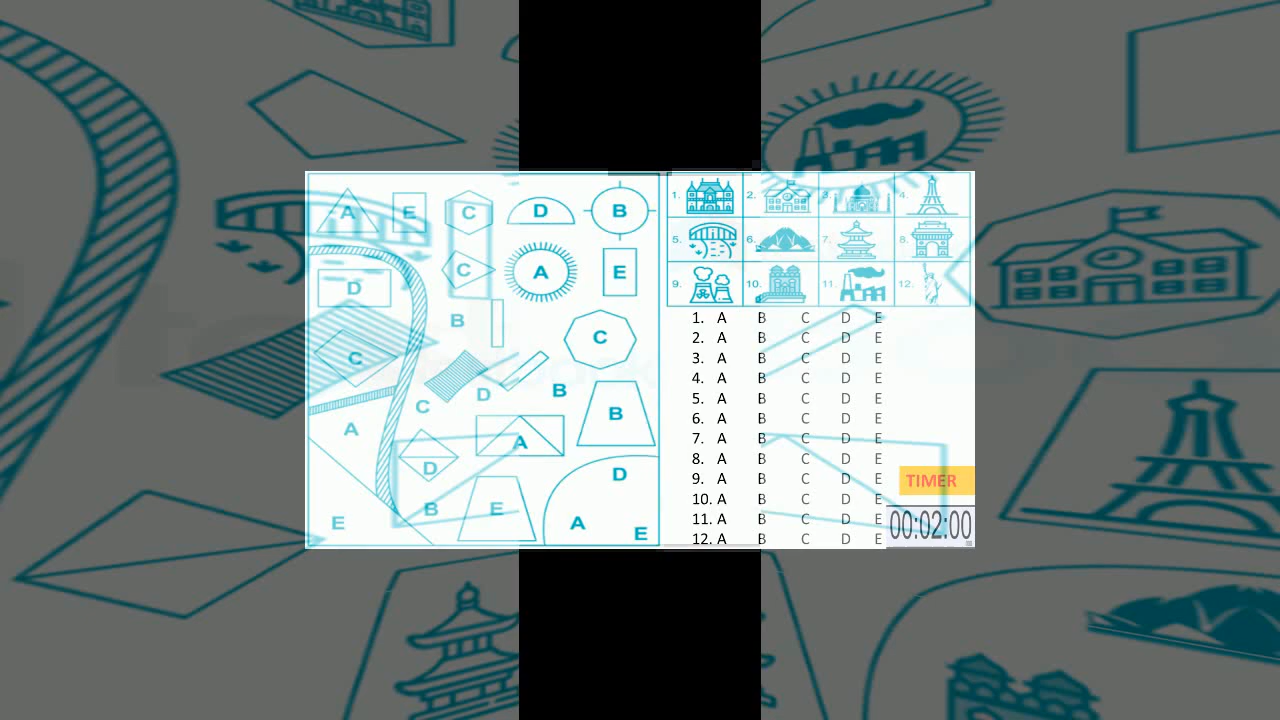 A E C D B
C A E
D
B
C
C
D
C
B
B
A
A
D
D
B
E
E
A
E
1. 2. 3. 4.
5. 6. 7. 8.
9. 10. 11. 12.
1. A B C D E
2. A B C D E
3. A B C D E
4. A B C D E
5. A B C D E
6. A B C D E
7. A B C D E
8. A B C D E
9. A B C D E
10. A B C D E
11. A B C D E
12. A B C D E
TIMER
00:02:00